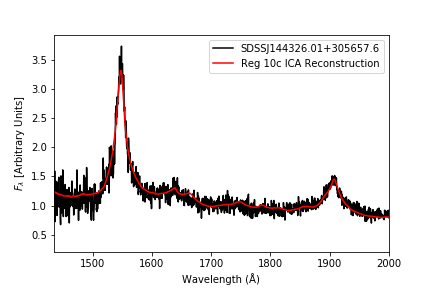 SDSSJ144326.01+305657.6
Reg 10c ICA Reconstruction
3.5
3.0
2.5
2.0
1.5
1.0
0.5
F_λ [Arbitrary Units]
1500 1600 1700 1800 1900 2000
Wavelength (Å)